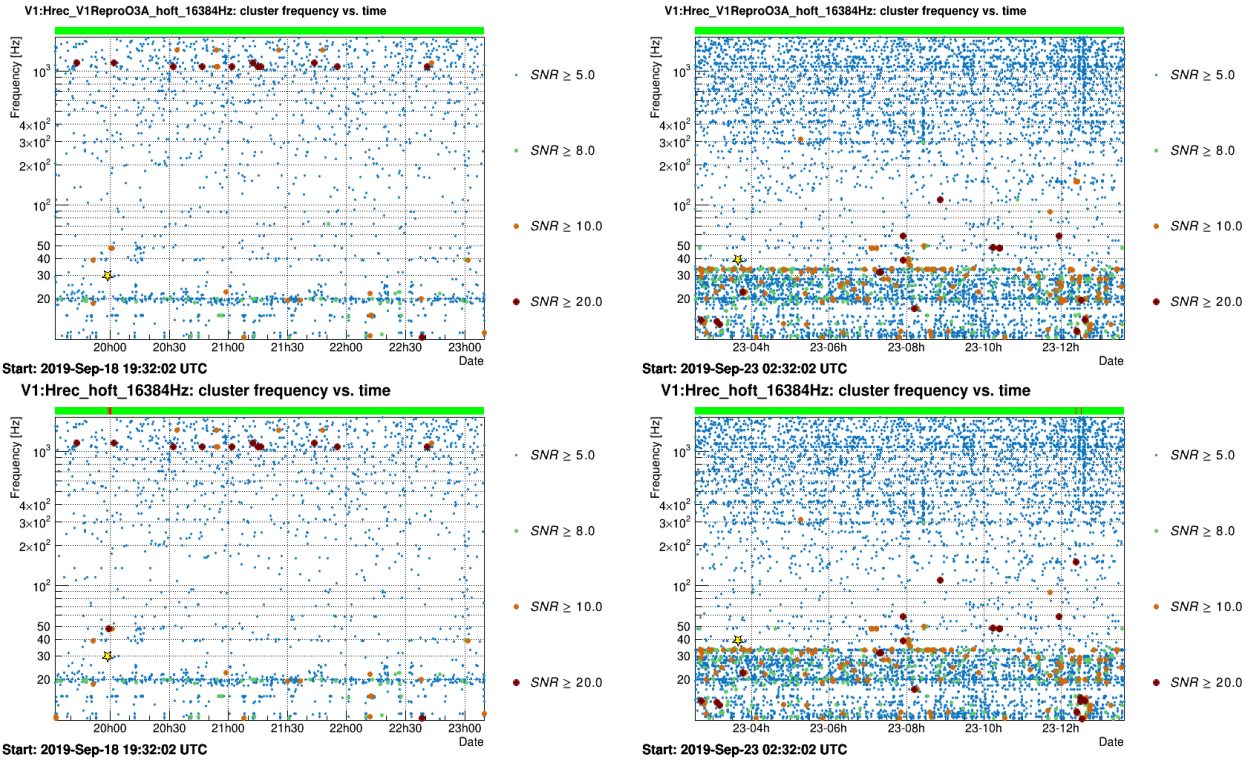 V1:Hrec_V1ReproO3A_hoft_16384Hz: cluster frequency vs. time
Frequency [Hz]
10³
4×10²
3×10²
2×10²
10²
50
40
30
20
20h00 20h30 21h00 21h30 22h00 22h30 23h00
Date
Start: 2019-Sep-18 19:32:02 UTC
SNR ≥ 5.0
SNR ≥ 8.0
SNR ≥ 10.0
SNR ≥ 20.0
V1:Hrec_V1ReproO3A_hoft_16384Hz: cluster frequency vs. time
Frequency [Hz]
10³
4×10²
3×10²
2×10²
10²
50
40
30
20
23-04h 23-06h 23-08h 23-10h 23-12h
Date
Start: 2019-Sep-23 02:32:02 UTC
SNR ≥ 5.0
SNR ≥ 8.0
SNR ≥ 10.0
SNR ≥ 20.0
V1:Hrec_hoft_16384Hz: cluster frequency vs. time
Frequency [Hz]
10³
4×10²
3×10²
2×10²
10²
50
40
30
20
20h00 20h30 21h00 21h30 22h00 22h30 23h00
Date
Start: 2019-Sep-18 19:32:02 UTC
SNR ≥ 5.0
SNR ≥ 8.0
SNR ≥ 10.0
SNR ≥ 20.0
V1:Hrec_hoft_16384Hz: cluster frequency vs. time
Frequency [Hz]
10³
4×10²
3×10²
2×10²
10²
50
40
30
20
23-04h 23-06h 23-08h 23-10h 23-12h
Date
Start: 2019-Sep-23 02:32:02 UTC
SNR ≥ 5.0
SNR ≥ 8.0
SNR ≥ 10.0
SNR ≥ 20.0